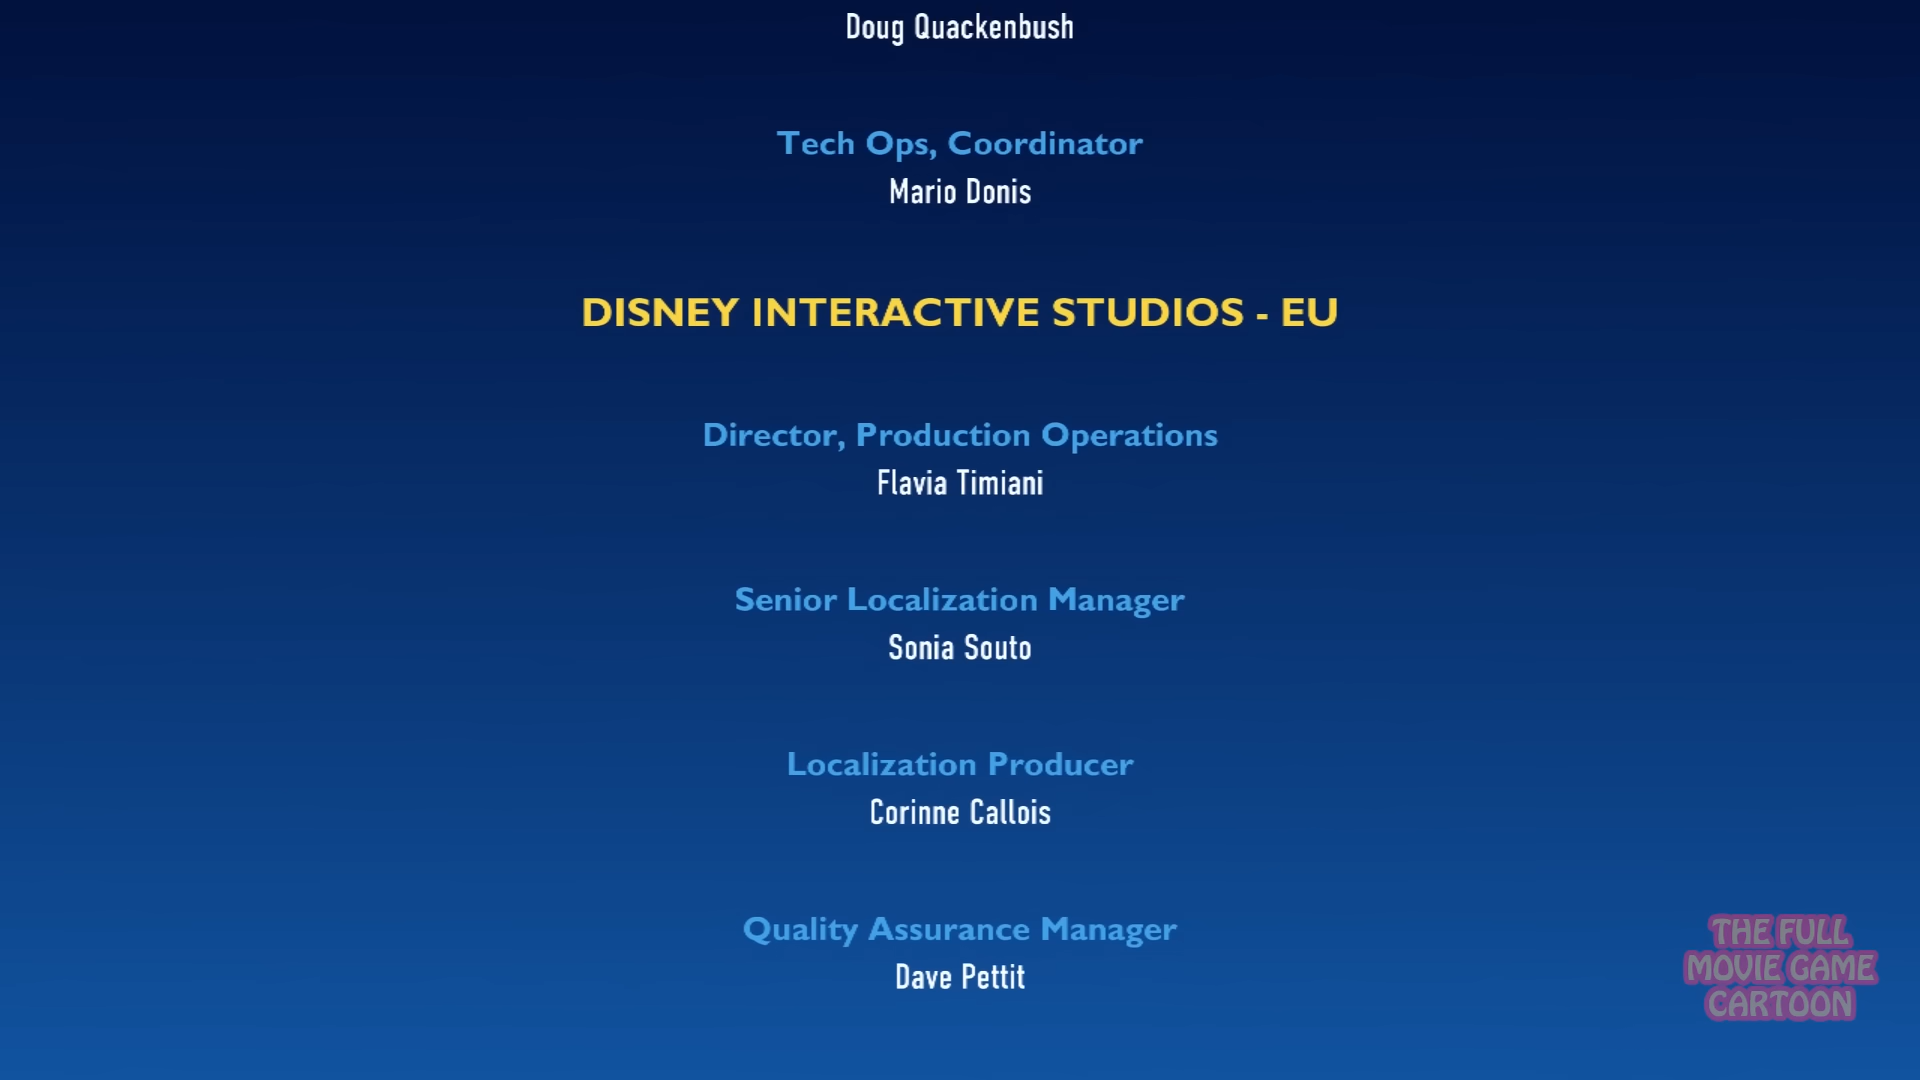 Doug Quackenbush
Tech Ops, Coordinator
Mario Donis
DISNEY INTERACTIVE STUDIOS - EU
Director, Production Operations
Flavia Timiani
Senior Localization Manager
Sonia Souto
Localization Producer
Corinne Callois
Quality Assurance Manager
Dave Pettit
THE FULL
MOVIE GAME
CARTOON